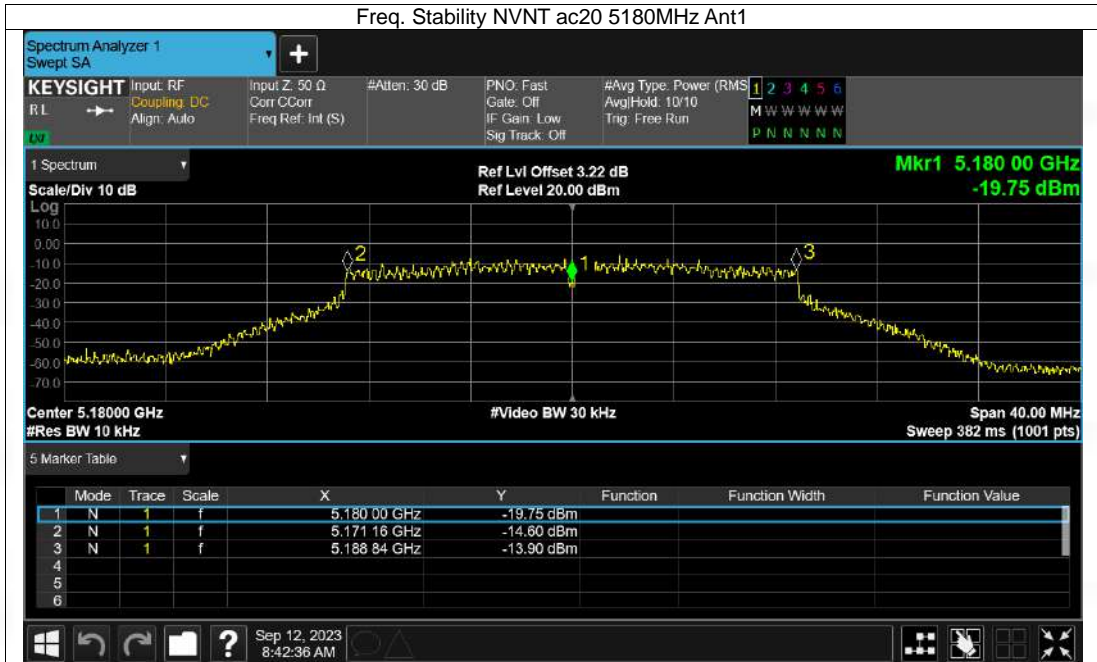 Freq. Stability NVNT ac20 5180MHz Ant1
Spectrum Analyzer 1
Swept SA
+
KEYSIGHT Input: RF Input Z: 50 Ω #Atten: 30 dB PNO: Fast #Avg Type: Power (RMS 1 2 3 4 5 6
RL Coupling: DC Corr CCorr Gate: Off Avg|Hold: 10/10 M W W W W W
Align: Auto Freq Ref: Int (S) IF Gain: Low Trig: Free Run
LXI Sig Track: Off P N N N N N
1 Spectrum Ref Lvl Offset 3.22 dB Mkr1 5.180 00 GHz
Scale/Div 10 dB Ref Level 20.00 dBm -19.75 dBm
Log
10.0
0.00
-10.0
-20.0
-30.0
-40.0
-50.0
-60.0
-70.0
2 1 3
Center 5.18000 GHz #Video BW 30 kHz Span 40.00 MHz
#Res BW 10 kHz Sweep 382 ms (1001 pts)
5 Marker Table
Mode Trace Scale X Y Function Function Width Function Value
1 N 1 f 5.180 00 GHz -19.75 dBm
2 N 1 f 5.171 16 GHz -14.60 dBm
3 N 1 f 5.188 84 GHz -13.90 dBm
4
5
6
? Sep 12, 2023
8:42:36 AM